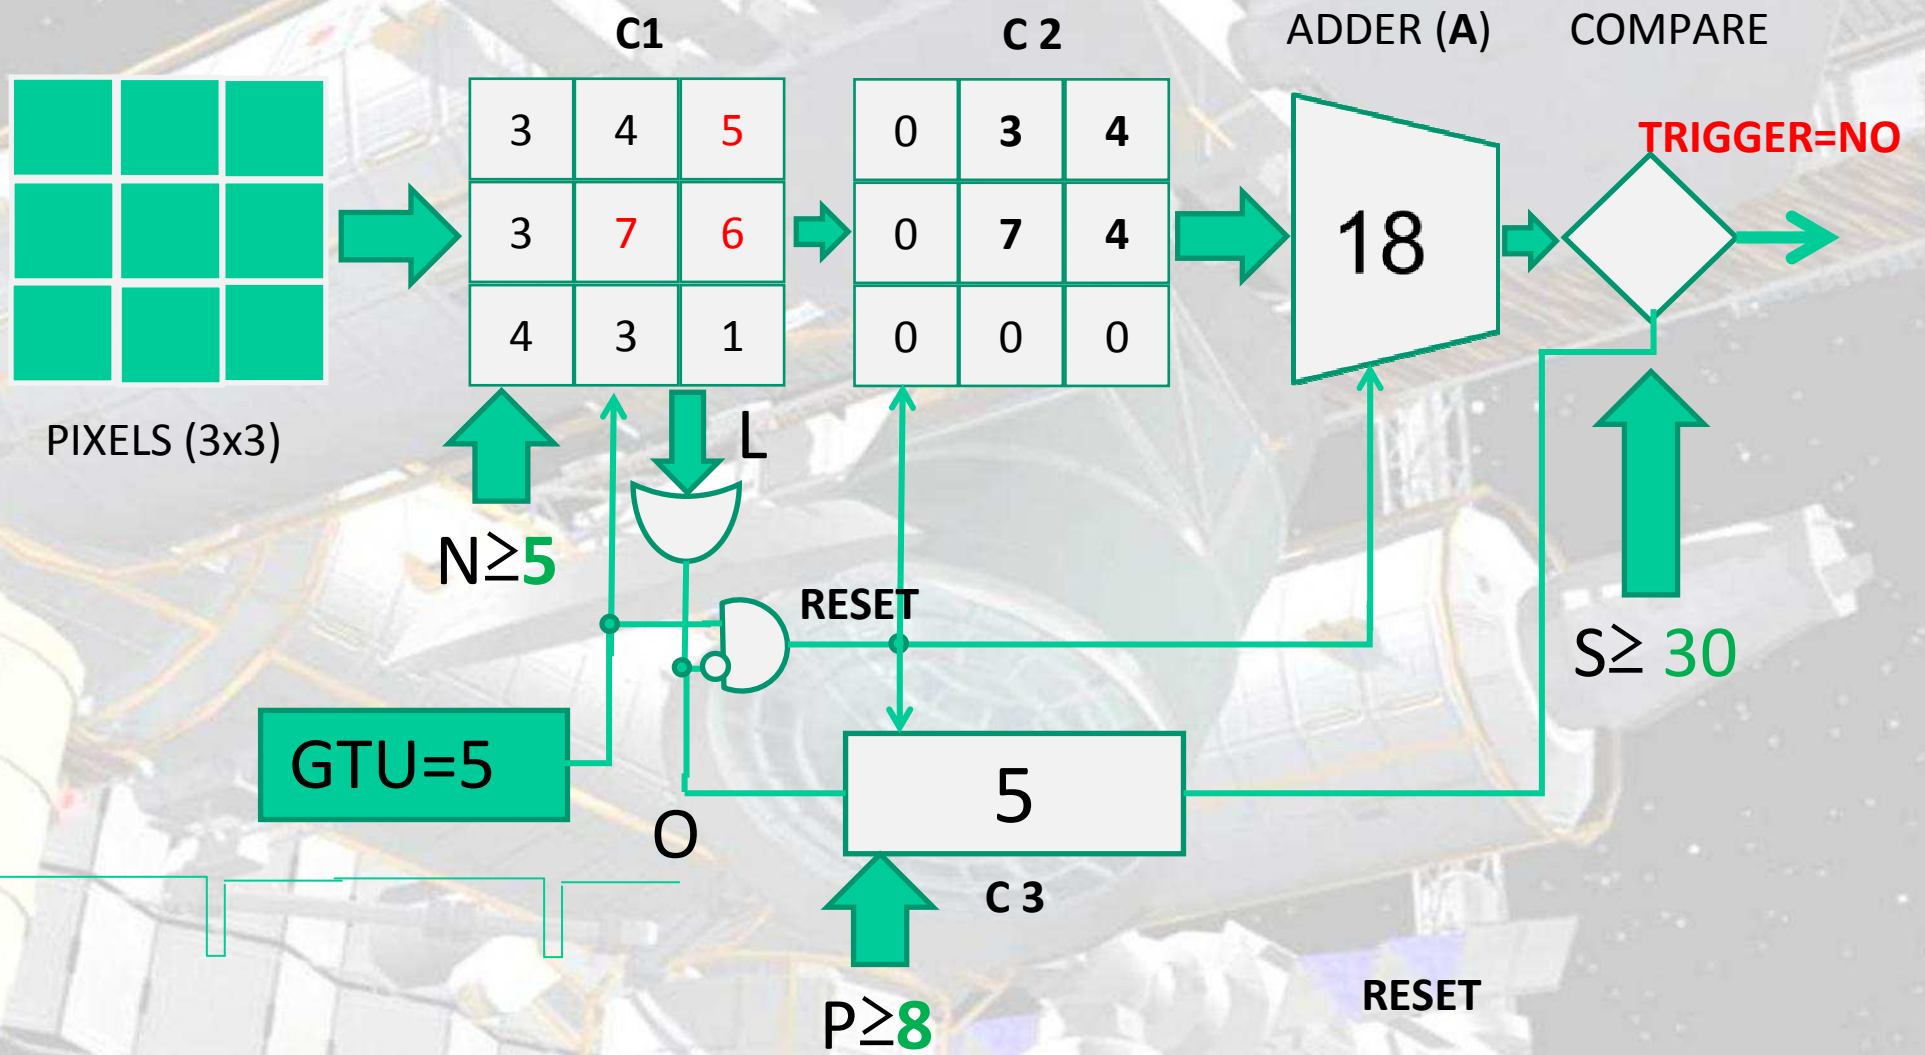 C1
C 2
ADDER (A)
COMPARE
TRIGGER=NO
3 4 5
3 7 6
4 3 1
0 3 4
0 7 4
0 0 0
18
PIXELS (3x3)
L
N≥5
RESET
S≥ 30
GTU=5
5
O
C 3
P≥8
RESET